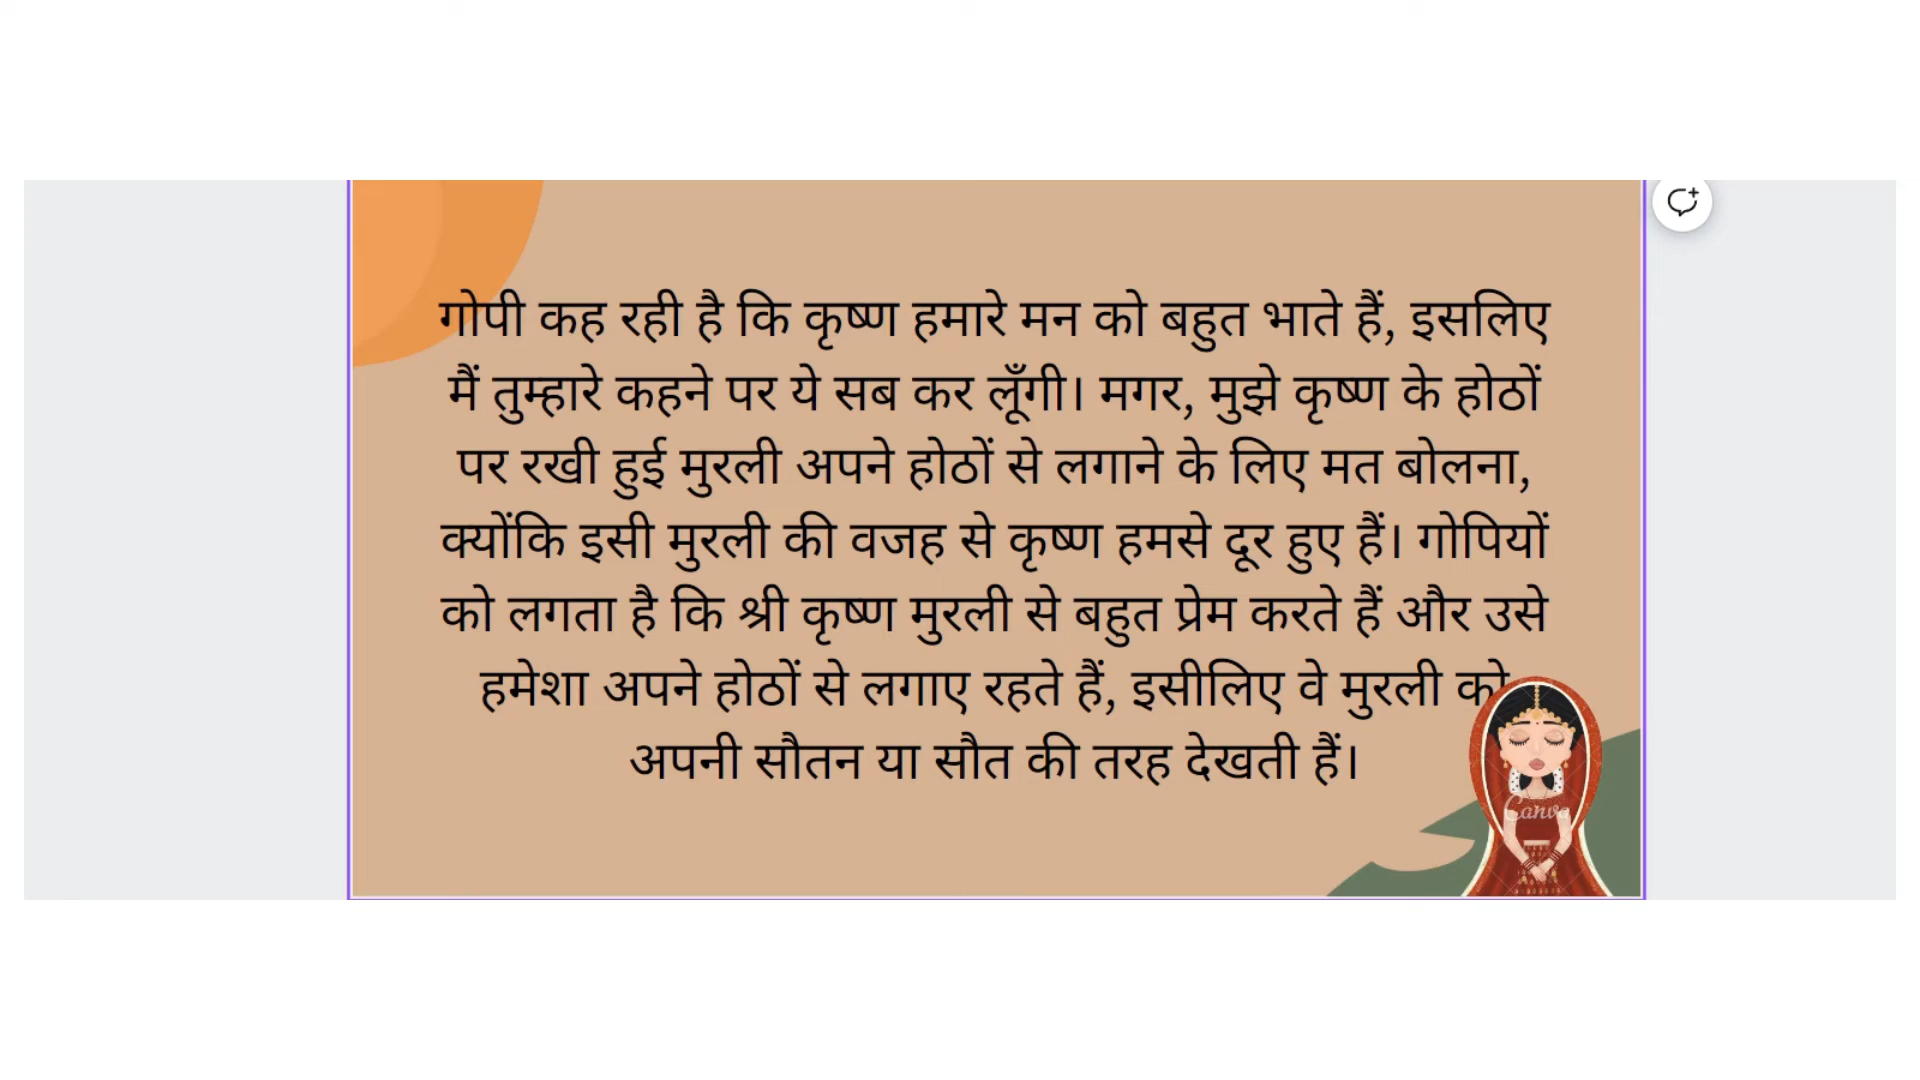 गोपी कह रही है कि कृष्ण हमारे मन को बहुत भाते हैं, इसलिए
मैं तुम्हारे कहने पर ये सब कर लूँगी। मगर, मुझे कृष्ण के होठों
पर रखी हुई मुरली अपने होठों से लगाने के लिए मत बोलना,
क्योंकि इसी मुरली की वजह से कृष्ण हमसे दूर हुए हैं। गोपियों
को लगता है कि श्री कृष्ण मुरली से बहुत प्रेम करते हैं और उसे
हमेशा अपने होठों से लगाए रहते हैं, इसीलिए वे मुरली को
अपनी सौतन या सौत की तरह देखती हैं।
Canva